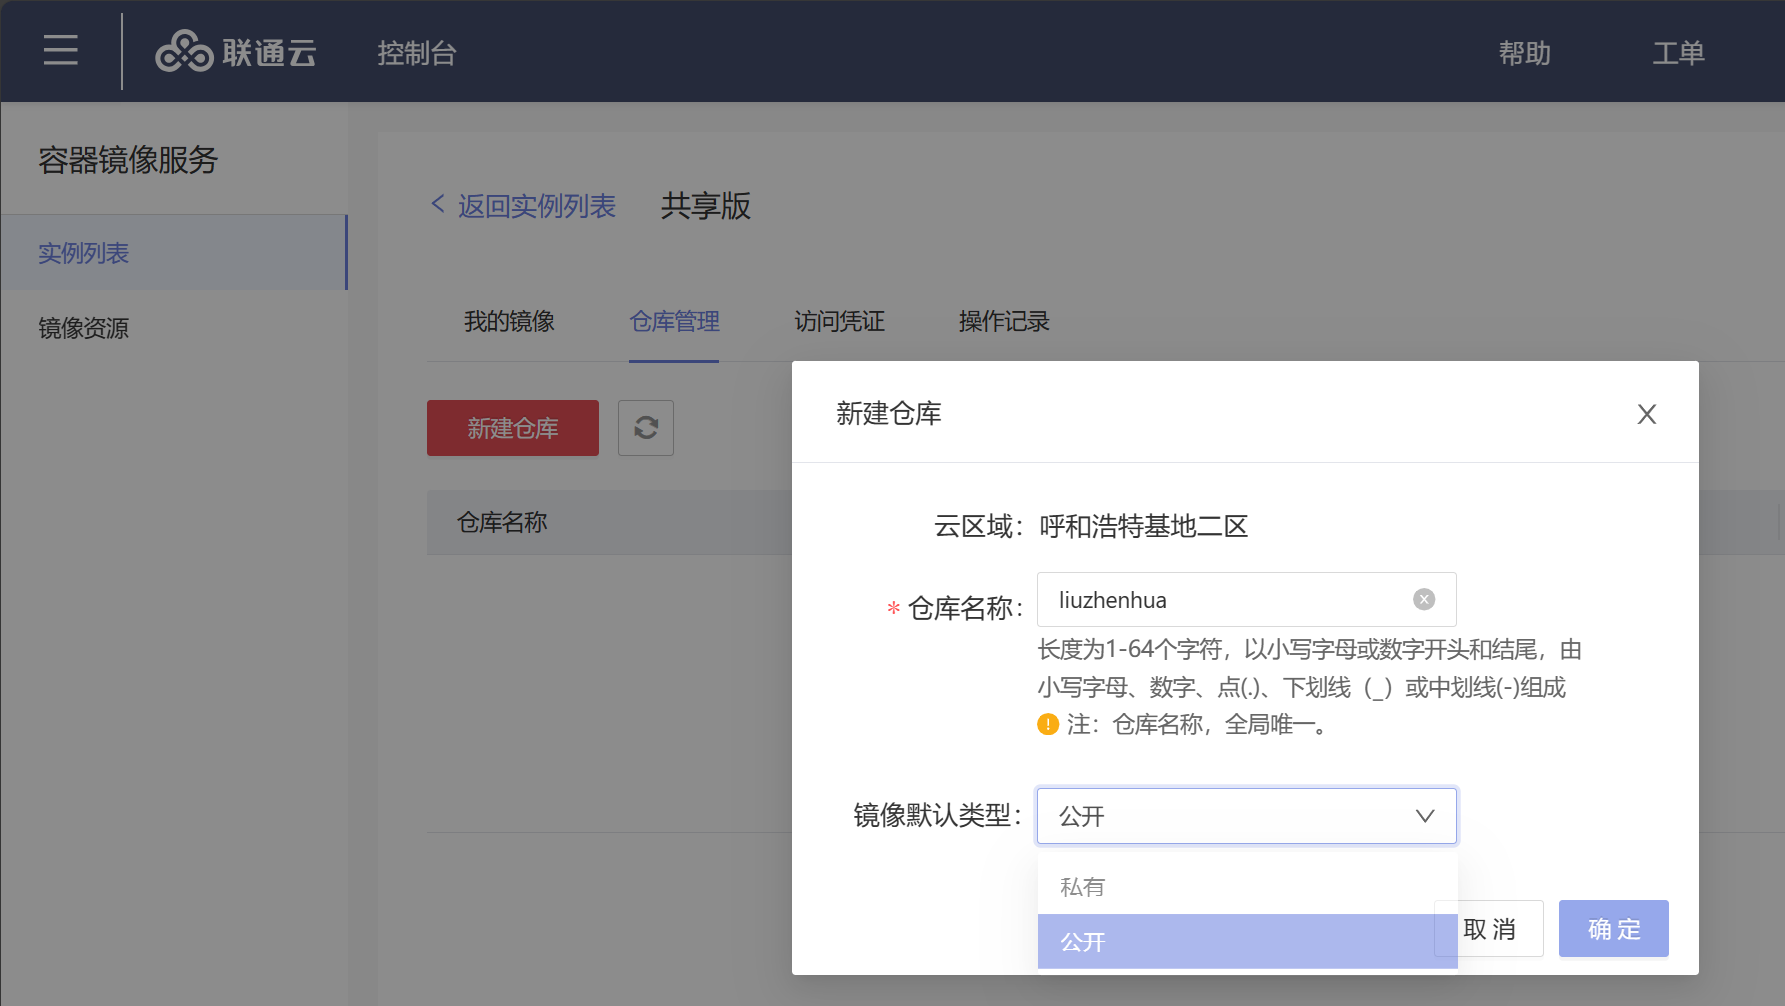 联通云
控制台
帮助
工单
容器镜像服务
实例列表
镜像资源
< 返回实例列表
共享版
我的镜像
仓库管理
访问凭证
操作记录
新建仓库
仓库名称
新建仓库
云区域：呼和浩特基地二区
* 仓库名称：
liuzhenhua
长度为1-64个字符，以小写字母或数字开头和结尾，由
小写字母、数字、点(.)、下划线（_）或中划线(-)组成
注：仓库名称，全局唯一。
镜像默认类型：
公开
私有
公开
取 消
确 定